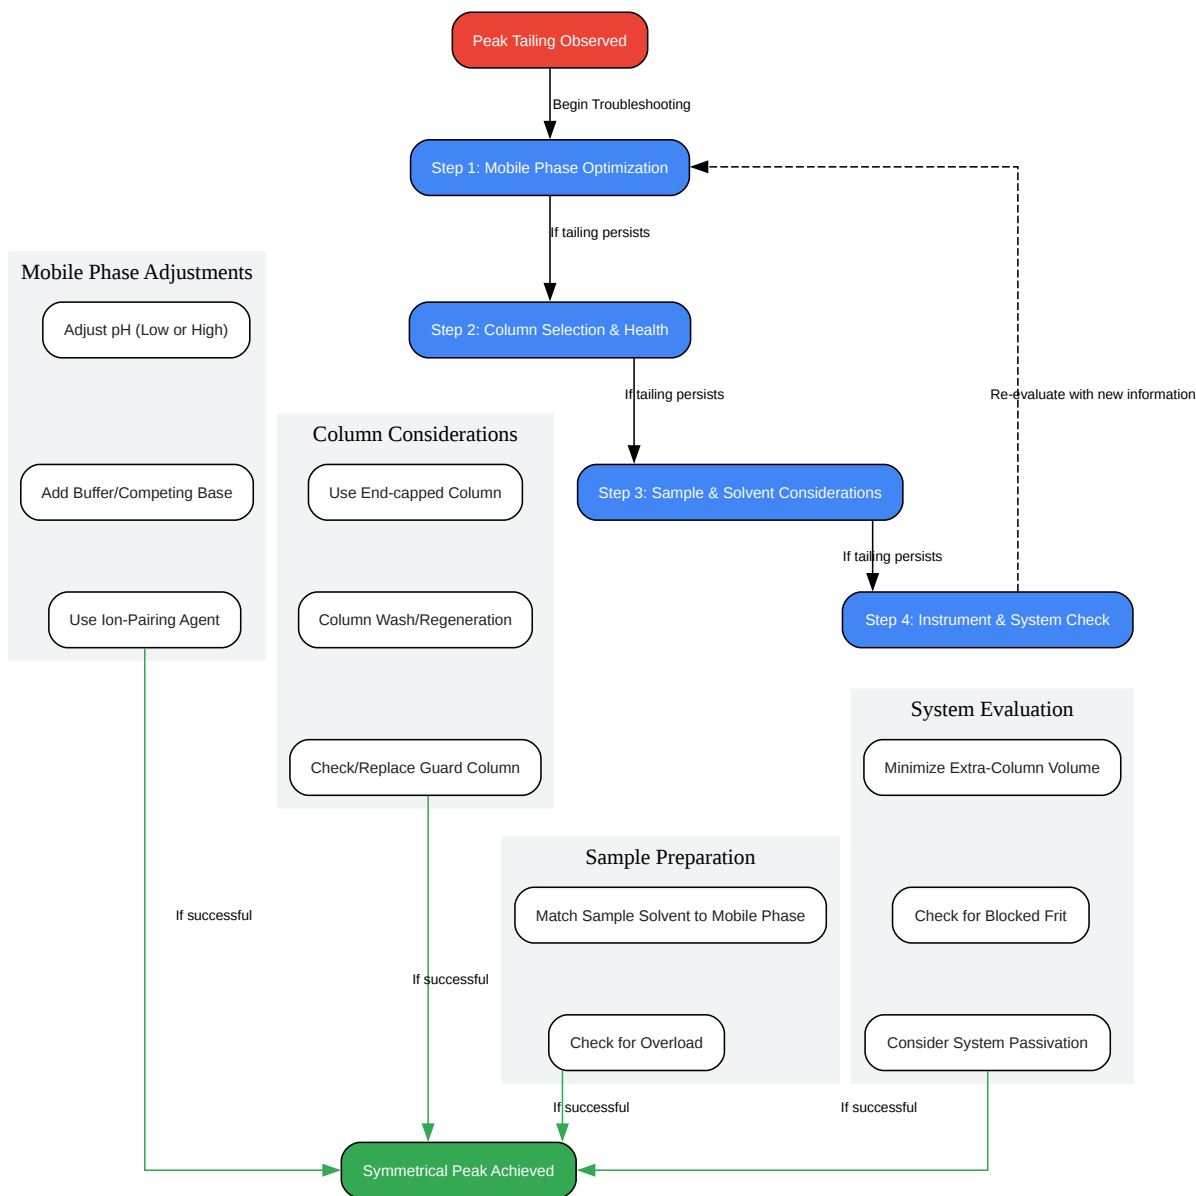 Peak Tailing Observed
Begin Troubleshooting
Step 1: Mobile Phase Optimization
If tailing persists
Mobile Phase Adjustments
Adjust pH (Low or High)
Step 2: Column Selection & Health
If tailing persists
Re-evaluate with new information
Column Considerations
Add Buffer/Competing Base
Use End-capped Column
Step 3: Sample & Solvent Considerations
If tailing persists
Use Ion-Pairing Agent
Column Wash/Regeneration
Step 4: Instrument & System Check
System Evaluation
Check/Replace Guard Column
Minimize Extra-Column Volume
Sample Preparation
If successful
Match Sample Solvent to Mobile Phase
Check for Blocked Frit
If successful
Check for Overload
Consider System Passivation
If successful
If successful
Symmetrical Peak Achieved